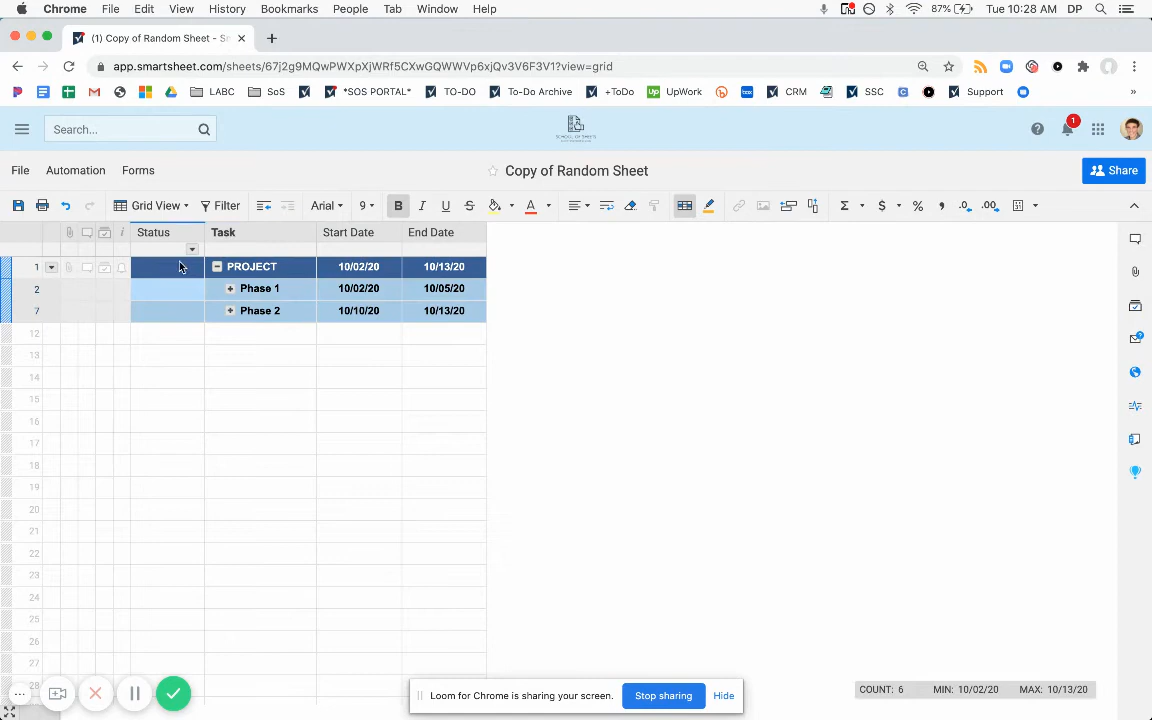 Chrome File Edit View History Bookmarks People Tab Window Help 87% Tue 10:28 AM DP
(1) Copy of Random Sheet - S
app.smartsheet.com/sheets/67j2g9MQwPWXpXjWRf5CXwGQWWVp6xjQv3V6F3V1?view=grid
LABC SoS *SOS PORTAL* TO-DO To-Do Archive +ToDo UpWork CRM SSC Support »
Search... 1
File Automation Forms Copy of Random Sheet Share
Grid View Filter Arial 9 B I U S A Σ $ % , .0 .00
Status Task Start Date End Date
1 PROJECT 10/02/20 10/13/20
2 Phase 1 10/02/20 10/05/20
7 Phase 2 10/10/20 10/13/20
12
13
14
15
16
17
18
19
20
21
22
23
24
25
26
27
28
Loom for Chrome is sharing your screen. Stop sharing Hide
COUNT: 6 MIN: 10/02/20 MAX: 10/13/20